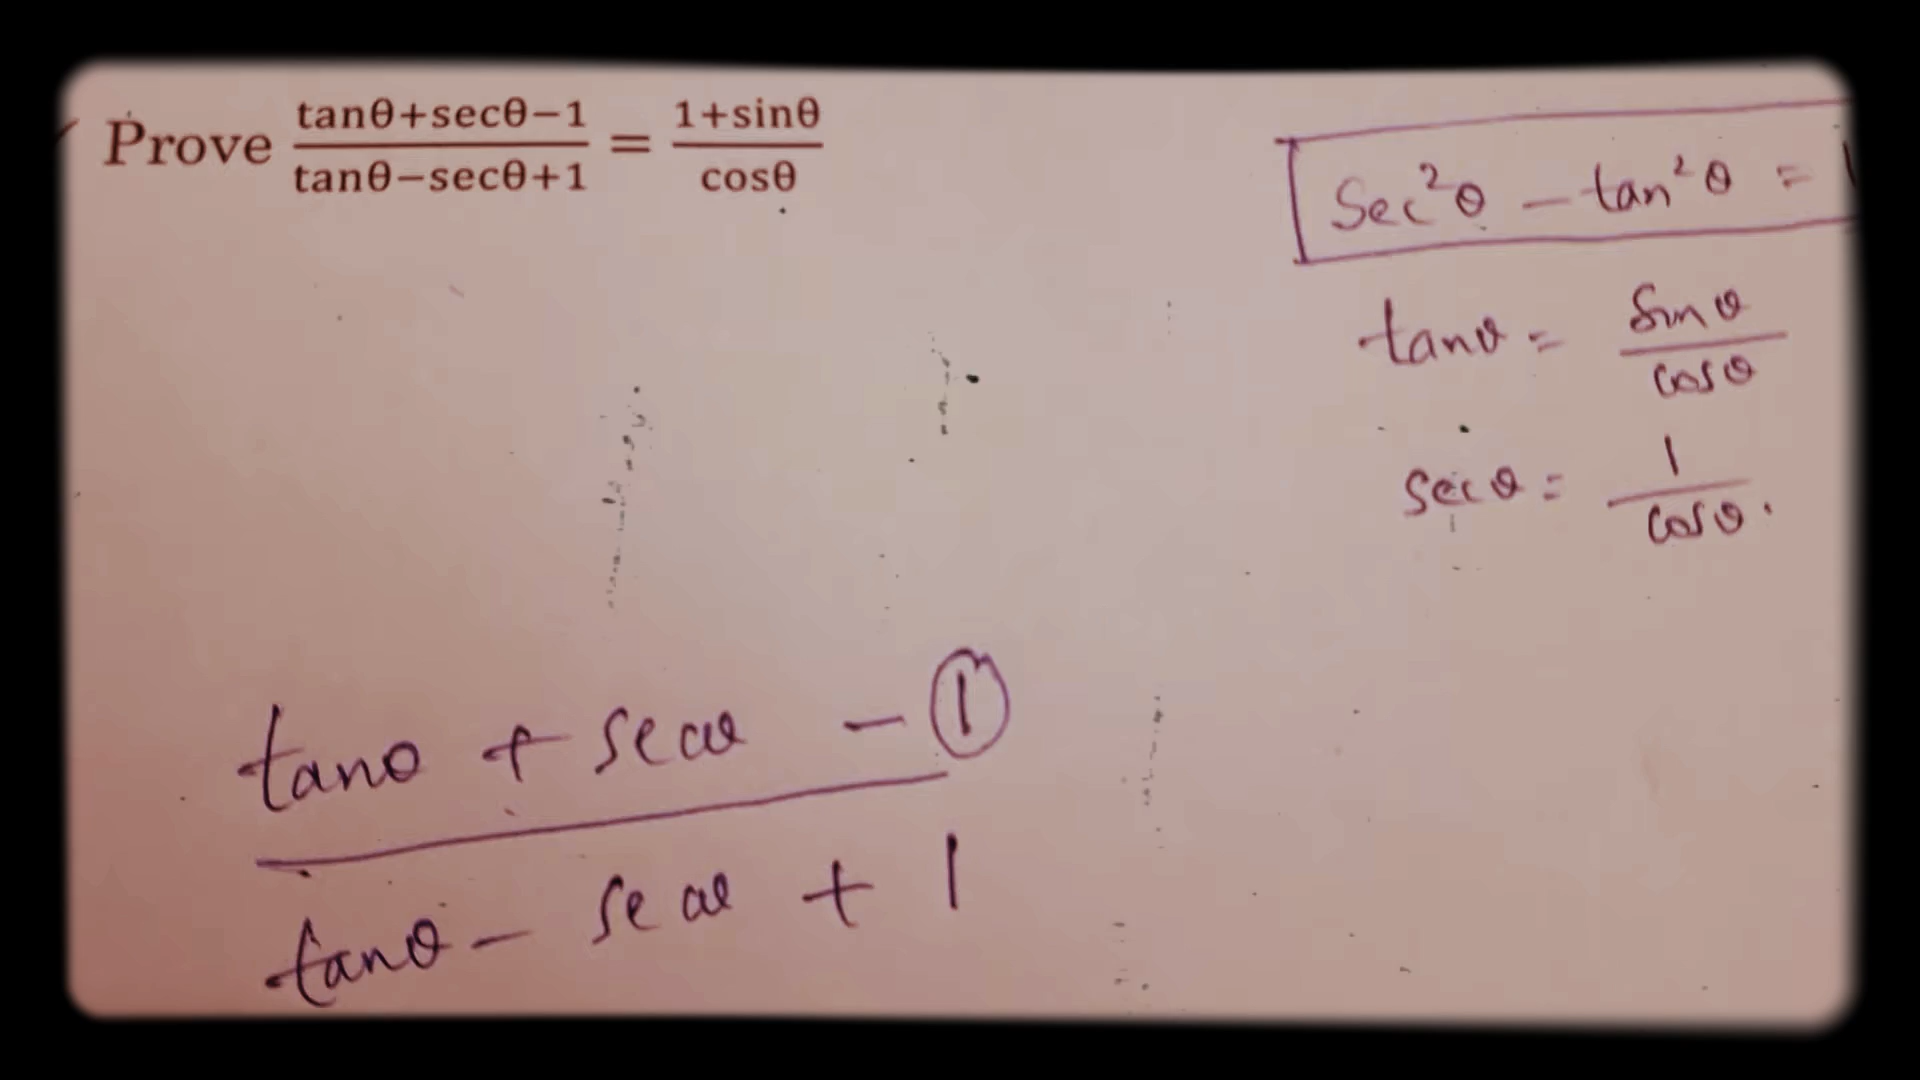 Prove tanθ+secθ−1 / tanθ−secθ+1 = 1+sinθ / cosθ
Sec²θ − tan²θ = 1
tanθ = Sinθ / cosθ
secθ = 1 / cosθ.
tanθ + secθ − 1
tanθ − secθ + 1